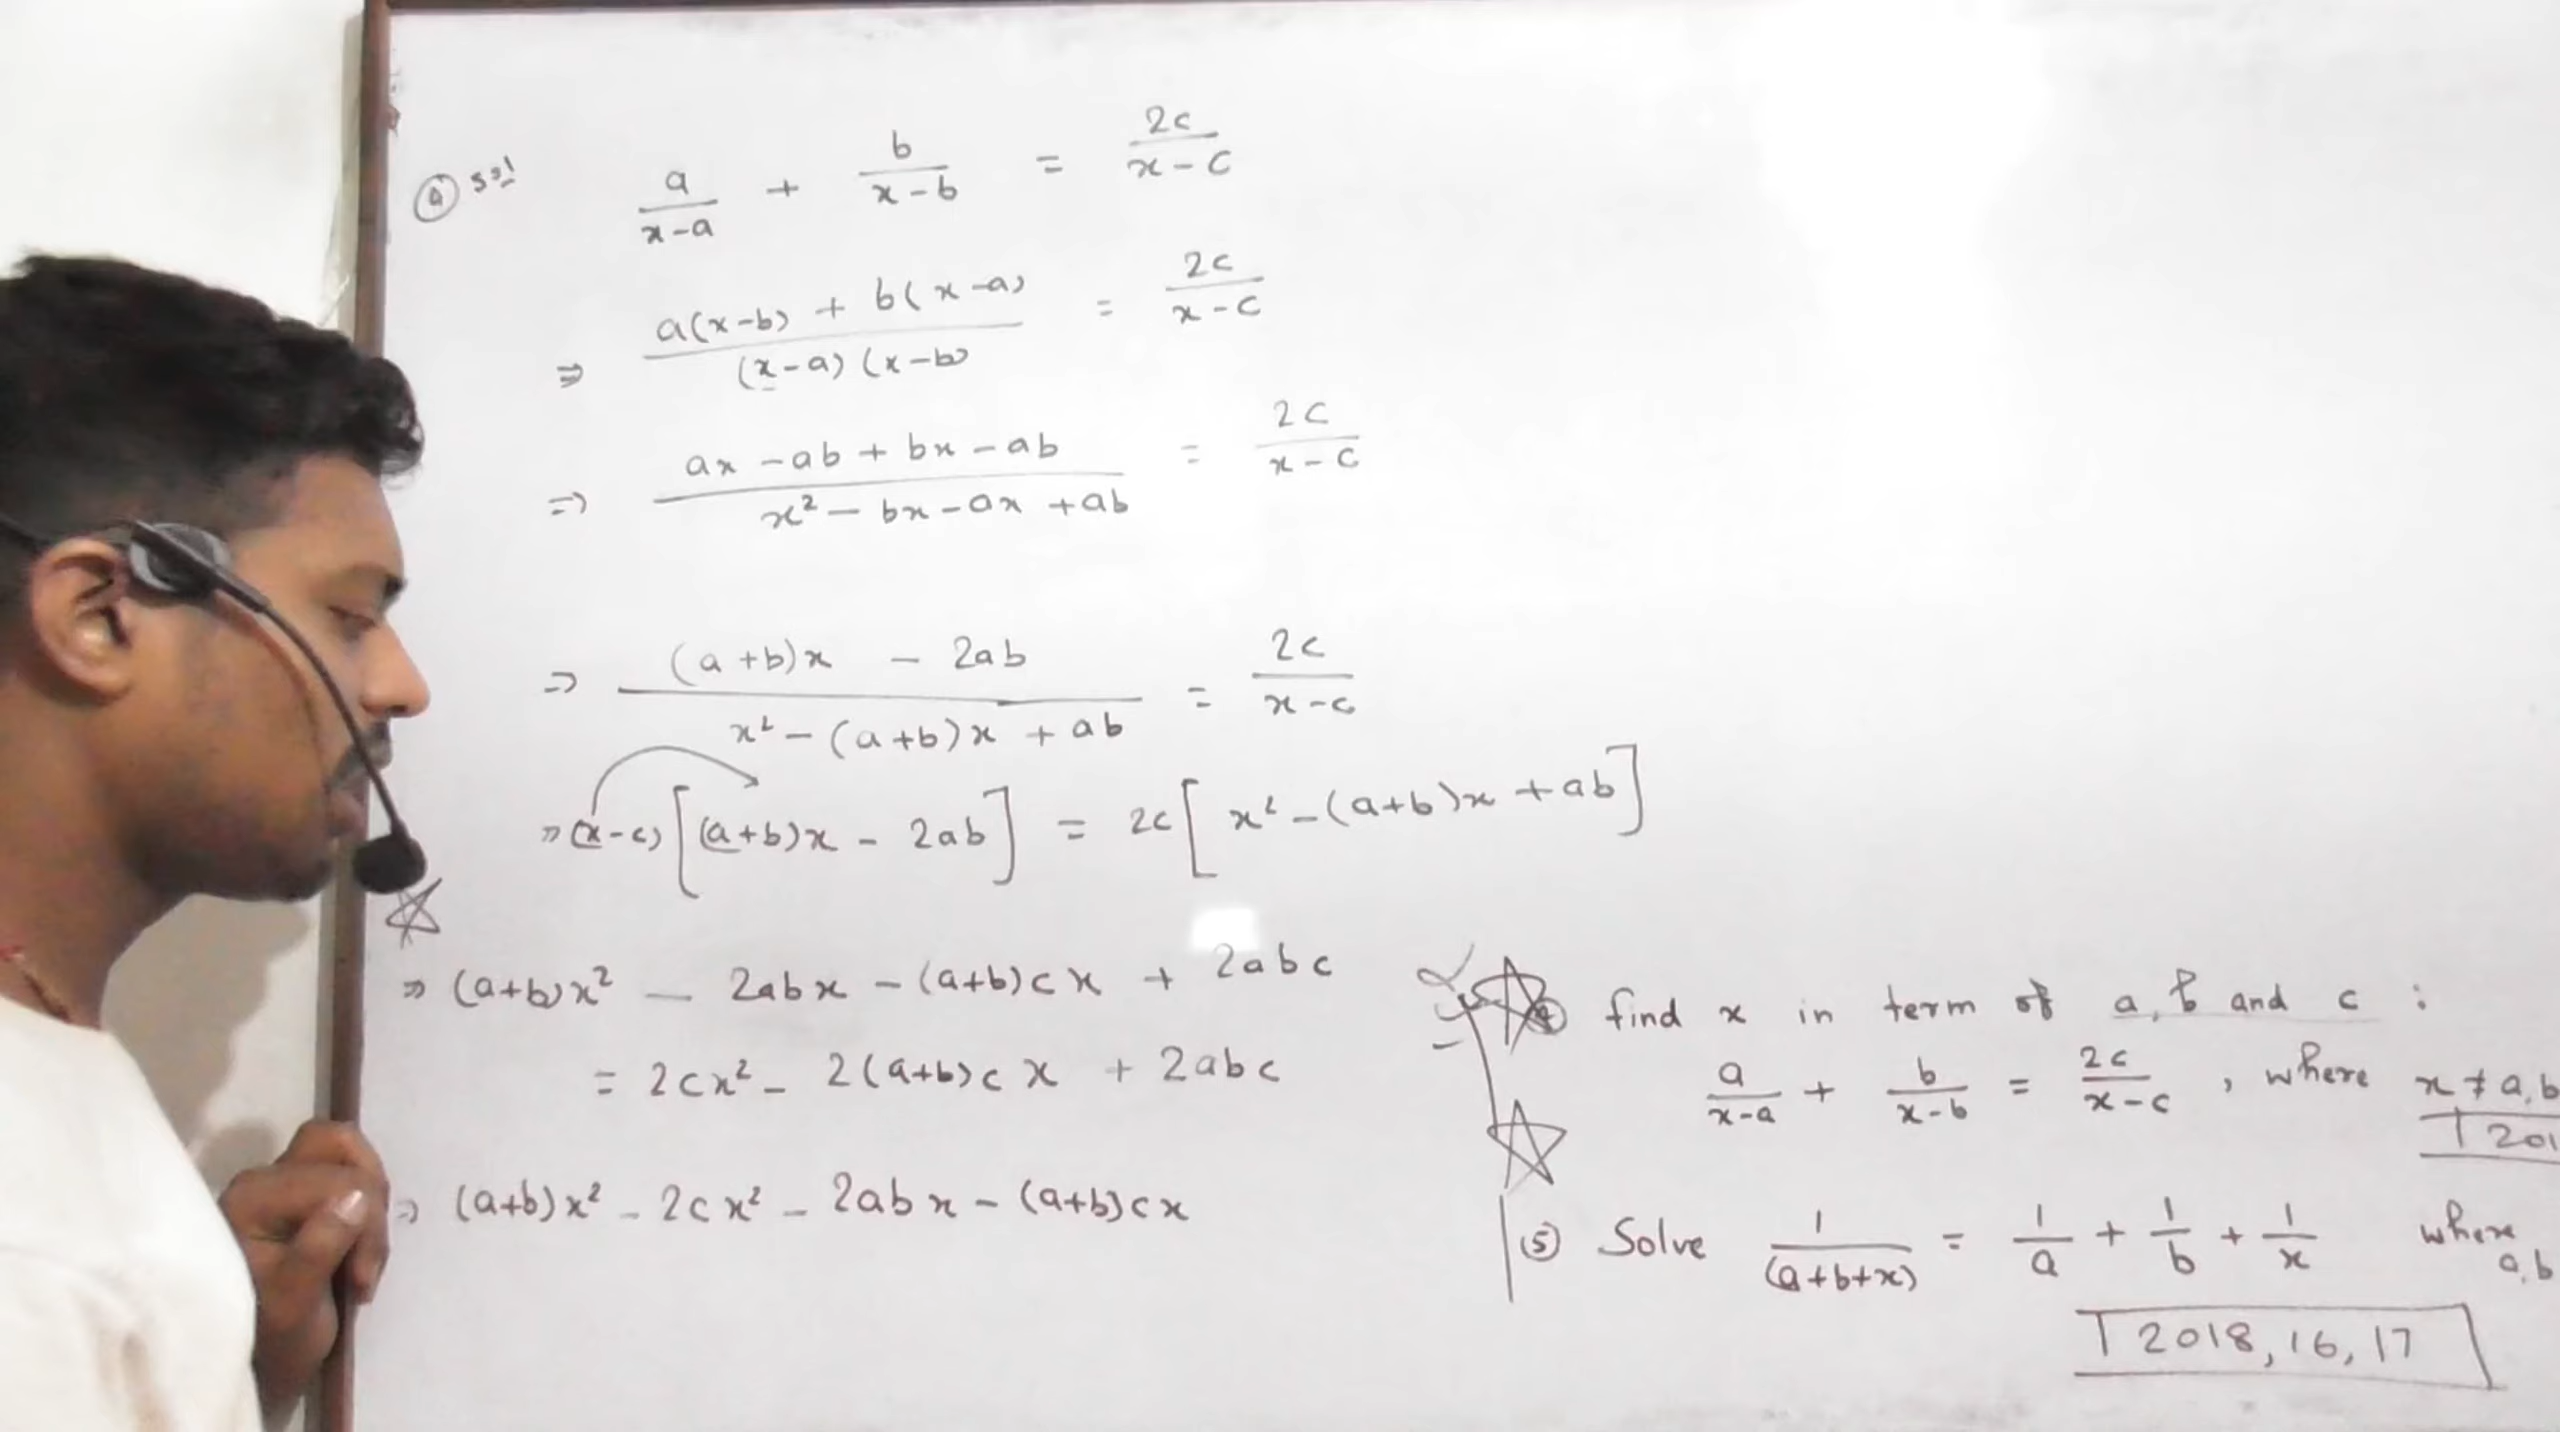 ④ Sol a/(x-a) + b/(x-b) = 2c/(x-c)
⇒ (a(x-b) + b(x-a))/((x-a)(x-b)) = 2c/(x-c)
⇒ (ax - ab + bx - ab)/(x² - bx - ax + ab) = 2c/(x-c)
⇒ ((a+b)x - 2ab)/(x² - (a+b)x + ab) = 2c/(x-c)
⇒ (x-c)[(a+b)x - 2ab] = 2c[x² - (a+b)x + ab]
⇒ (a+b)x² - 2abx - (a+b)cx + 2abc
= 2cx² - 2(a+b)cx + 2abc
⇒ (a+b)x² - 2cx² - 2abx - (a+b)cx
④ find x in term of a, b and c :
a/(x-a) + b/(x-b) = 2c/(x-c) , where x ≠ a, b
T 201
(5) Solve 1/(a+b+x) = 1/a + 1/b + 1/x where
a, b
T 2018, 16, 17